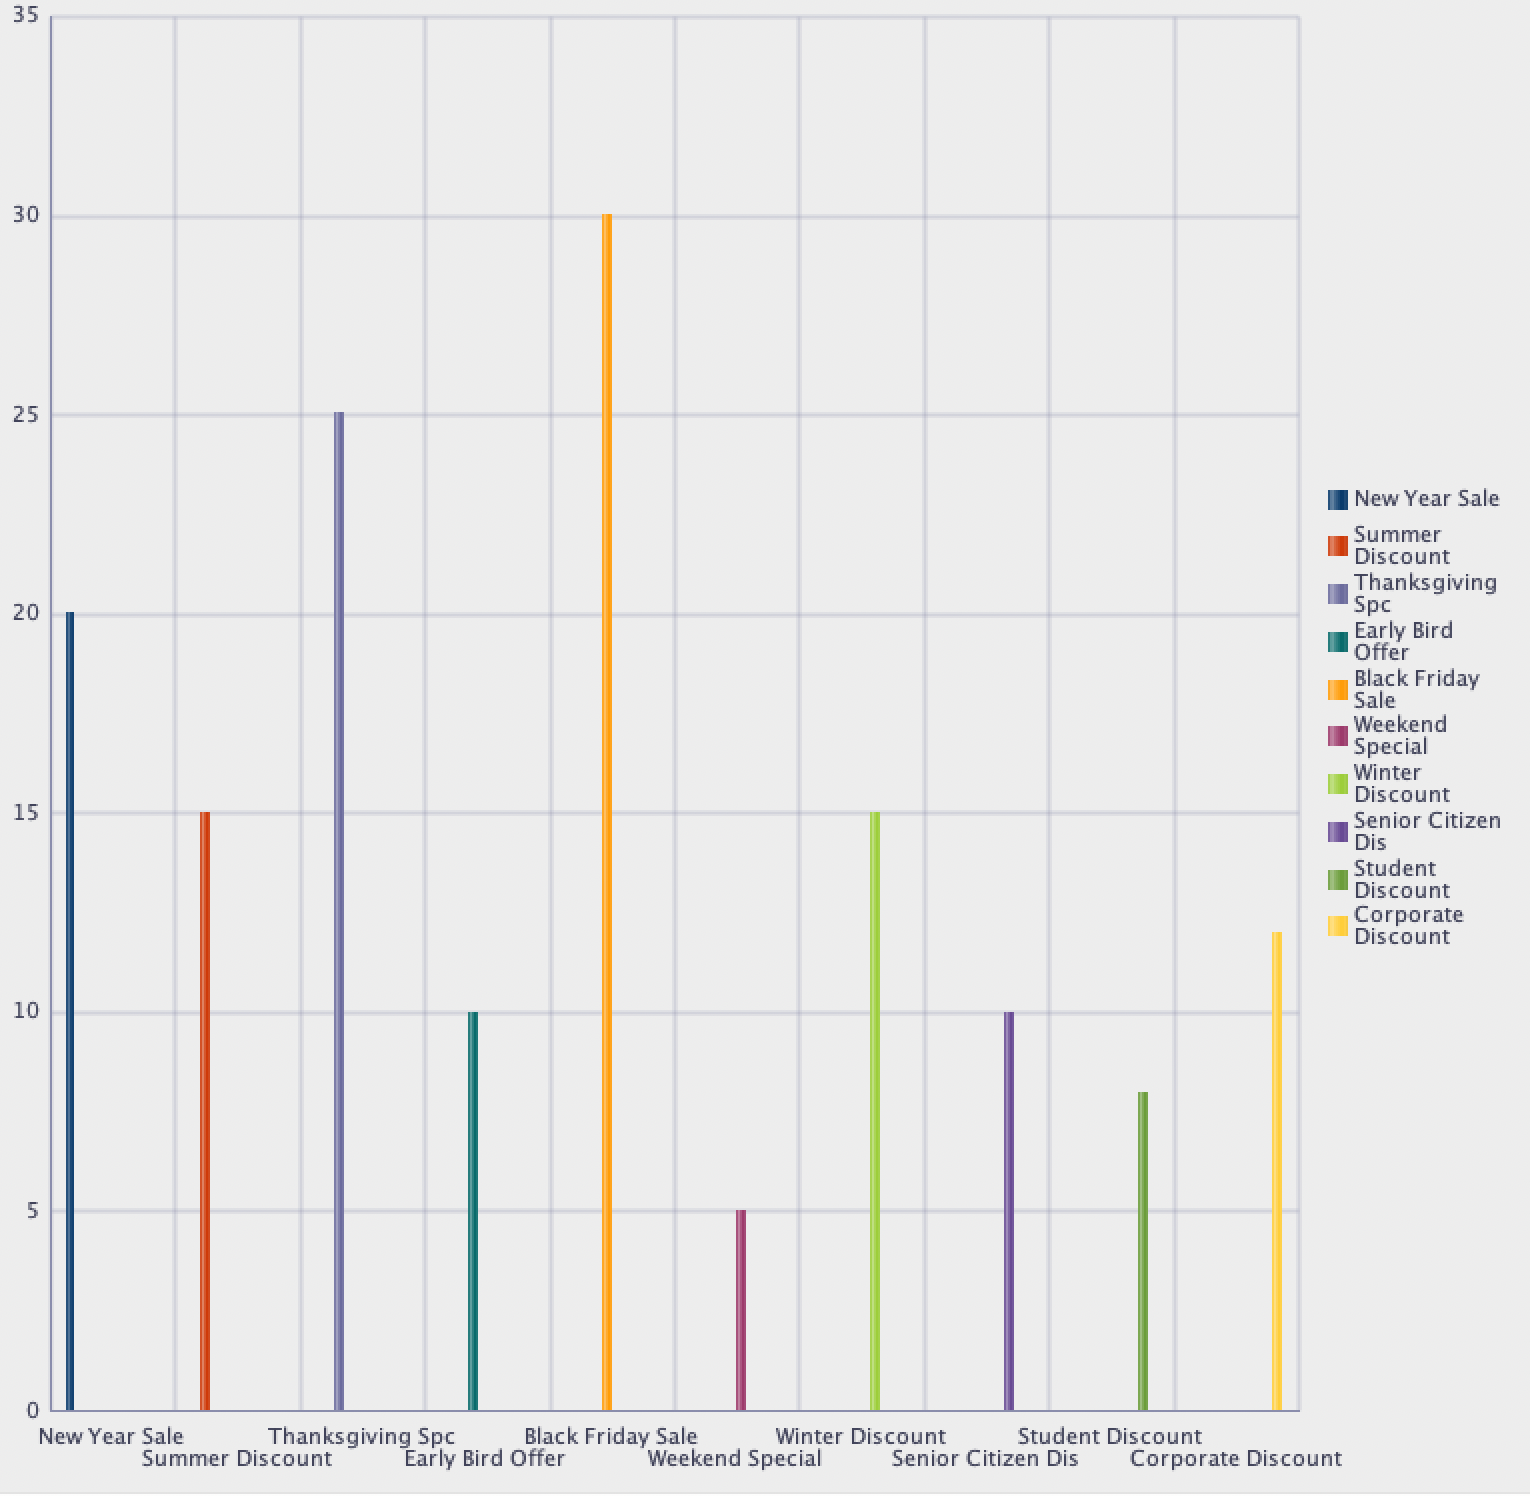 35
30
25
20
15
10
5
0
New Year Sale
Summer Discount
Thanksgiving Spc
Early Bird Offer
Black Friday Sale
Weekend Special
Winter Discount
Senior Citizen Dis
Student Discount
Corporate Discount
New Year Sale
Summer
Discount
Thanksgiving
Spc
Early Bird
Offer
Black Friday
Sale
Weekend
Special
Winter
Discount
Senior Citizen
Dis
Student
Discount
Corporate
Discount